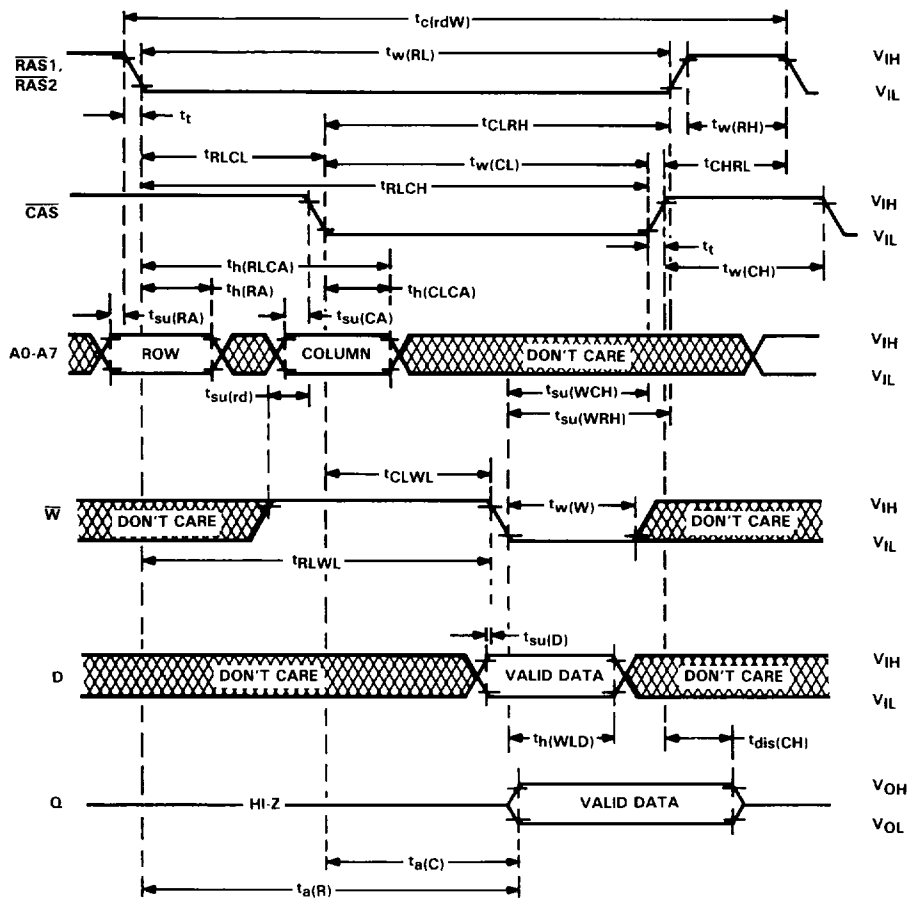 tc(rdW)
RAS1,
RAS2
tw(RL)
VIH
VIL
tt
tCLRH
tw(RH)
tRLCL
tw(CL)
tCHRL
tRLCH
CAS
VIH
VIL
tt
th(RLCA)
tw(CH)
th(RA)
th(CLCA)
tsu(RA)
tsu(CA)
A0-A7
ROW
COLUMN
DON'T CARE
VIH
VIL
tsu(rd)
tsu(WCH)
tsu(WRH)
tCLWL
tw(W)
W
DON'T CARE
DON'T CARE
VIH
VIL
tRLWL
tsu(D)
D
DON'T CARE
VALID DATA
DON'T CARE
VIH
VIL
th(WLD)
tdis(CH)
Q
HI-Z
VALID DATA
VOH
VOL
ta(C)
ta(R)